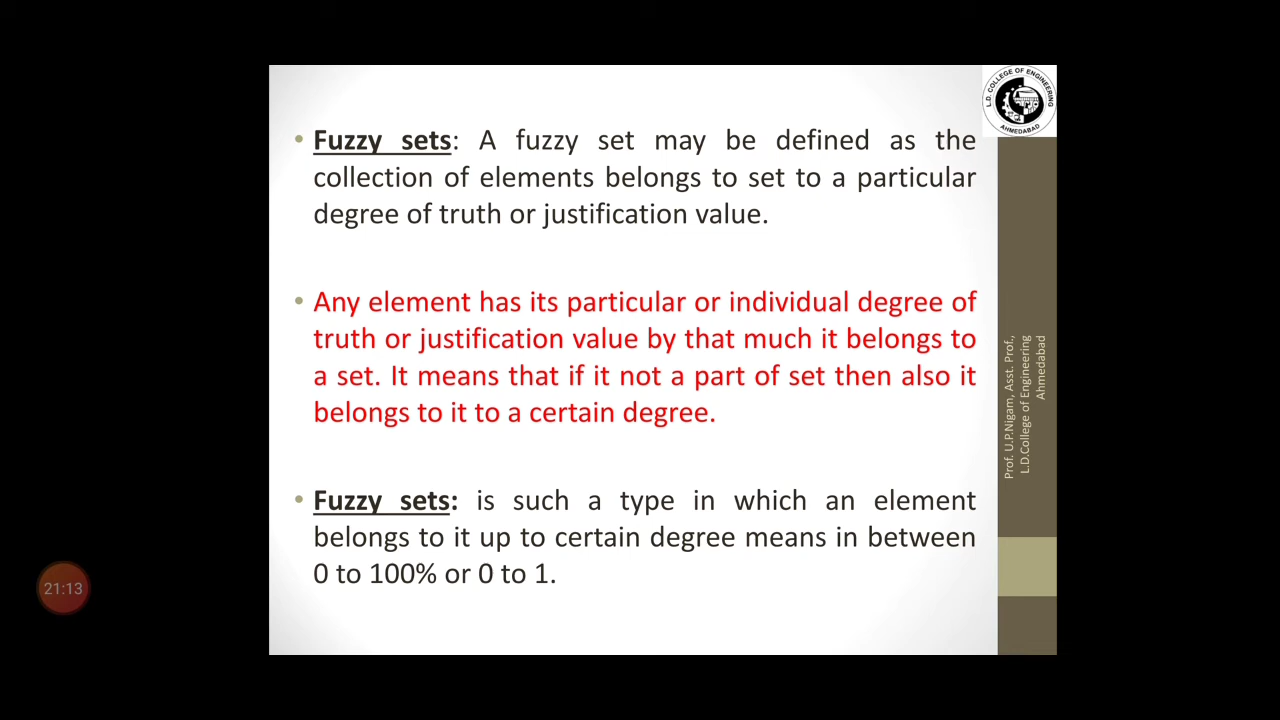 L.D. COLLEGE OF ENGINEERING
AHMEDABAD
• Fuzzy sets: A fuzzy set may be defined as the
collection of elements belongs to set to a particular
degree of truth or justification value.
• Any element has its particular or individual degree of
truth or justification value by that much it belongs to
a set. It means that if it not a part of set then also it
belongs to it to a certain degree.
• Fuzzy sets: is such a type in which an element
belongs to it up to certain degree means in between
0 to 100% or 0 to 1.
Prof. U.P.Nigam, Asst. Prof.,
L.D.College of Engineering
Ahmedabad
21:13